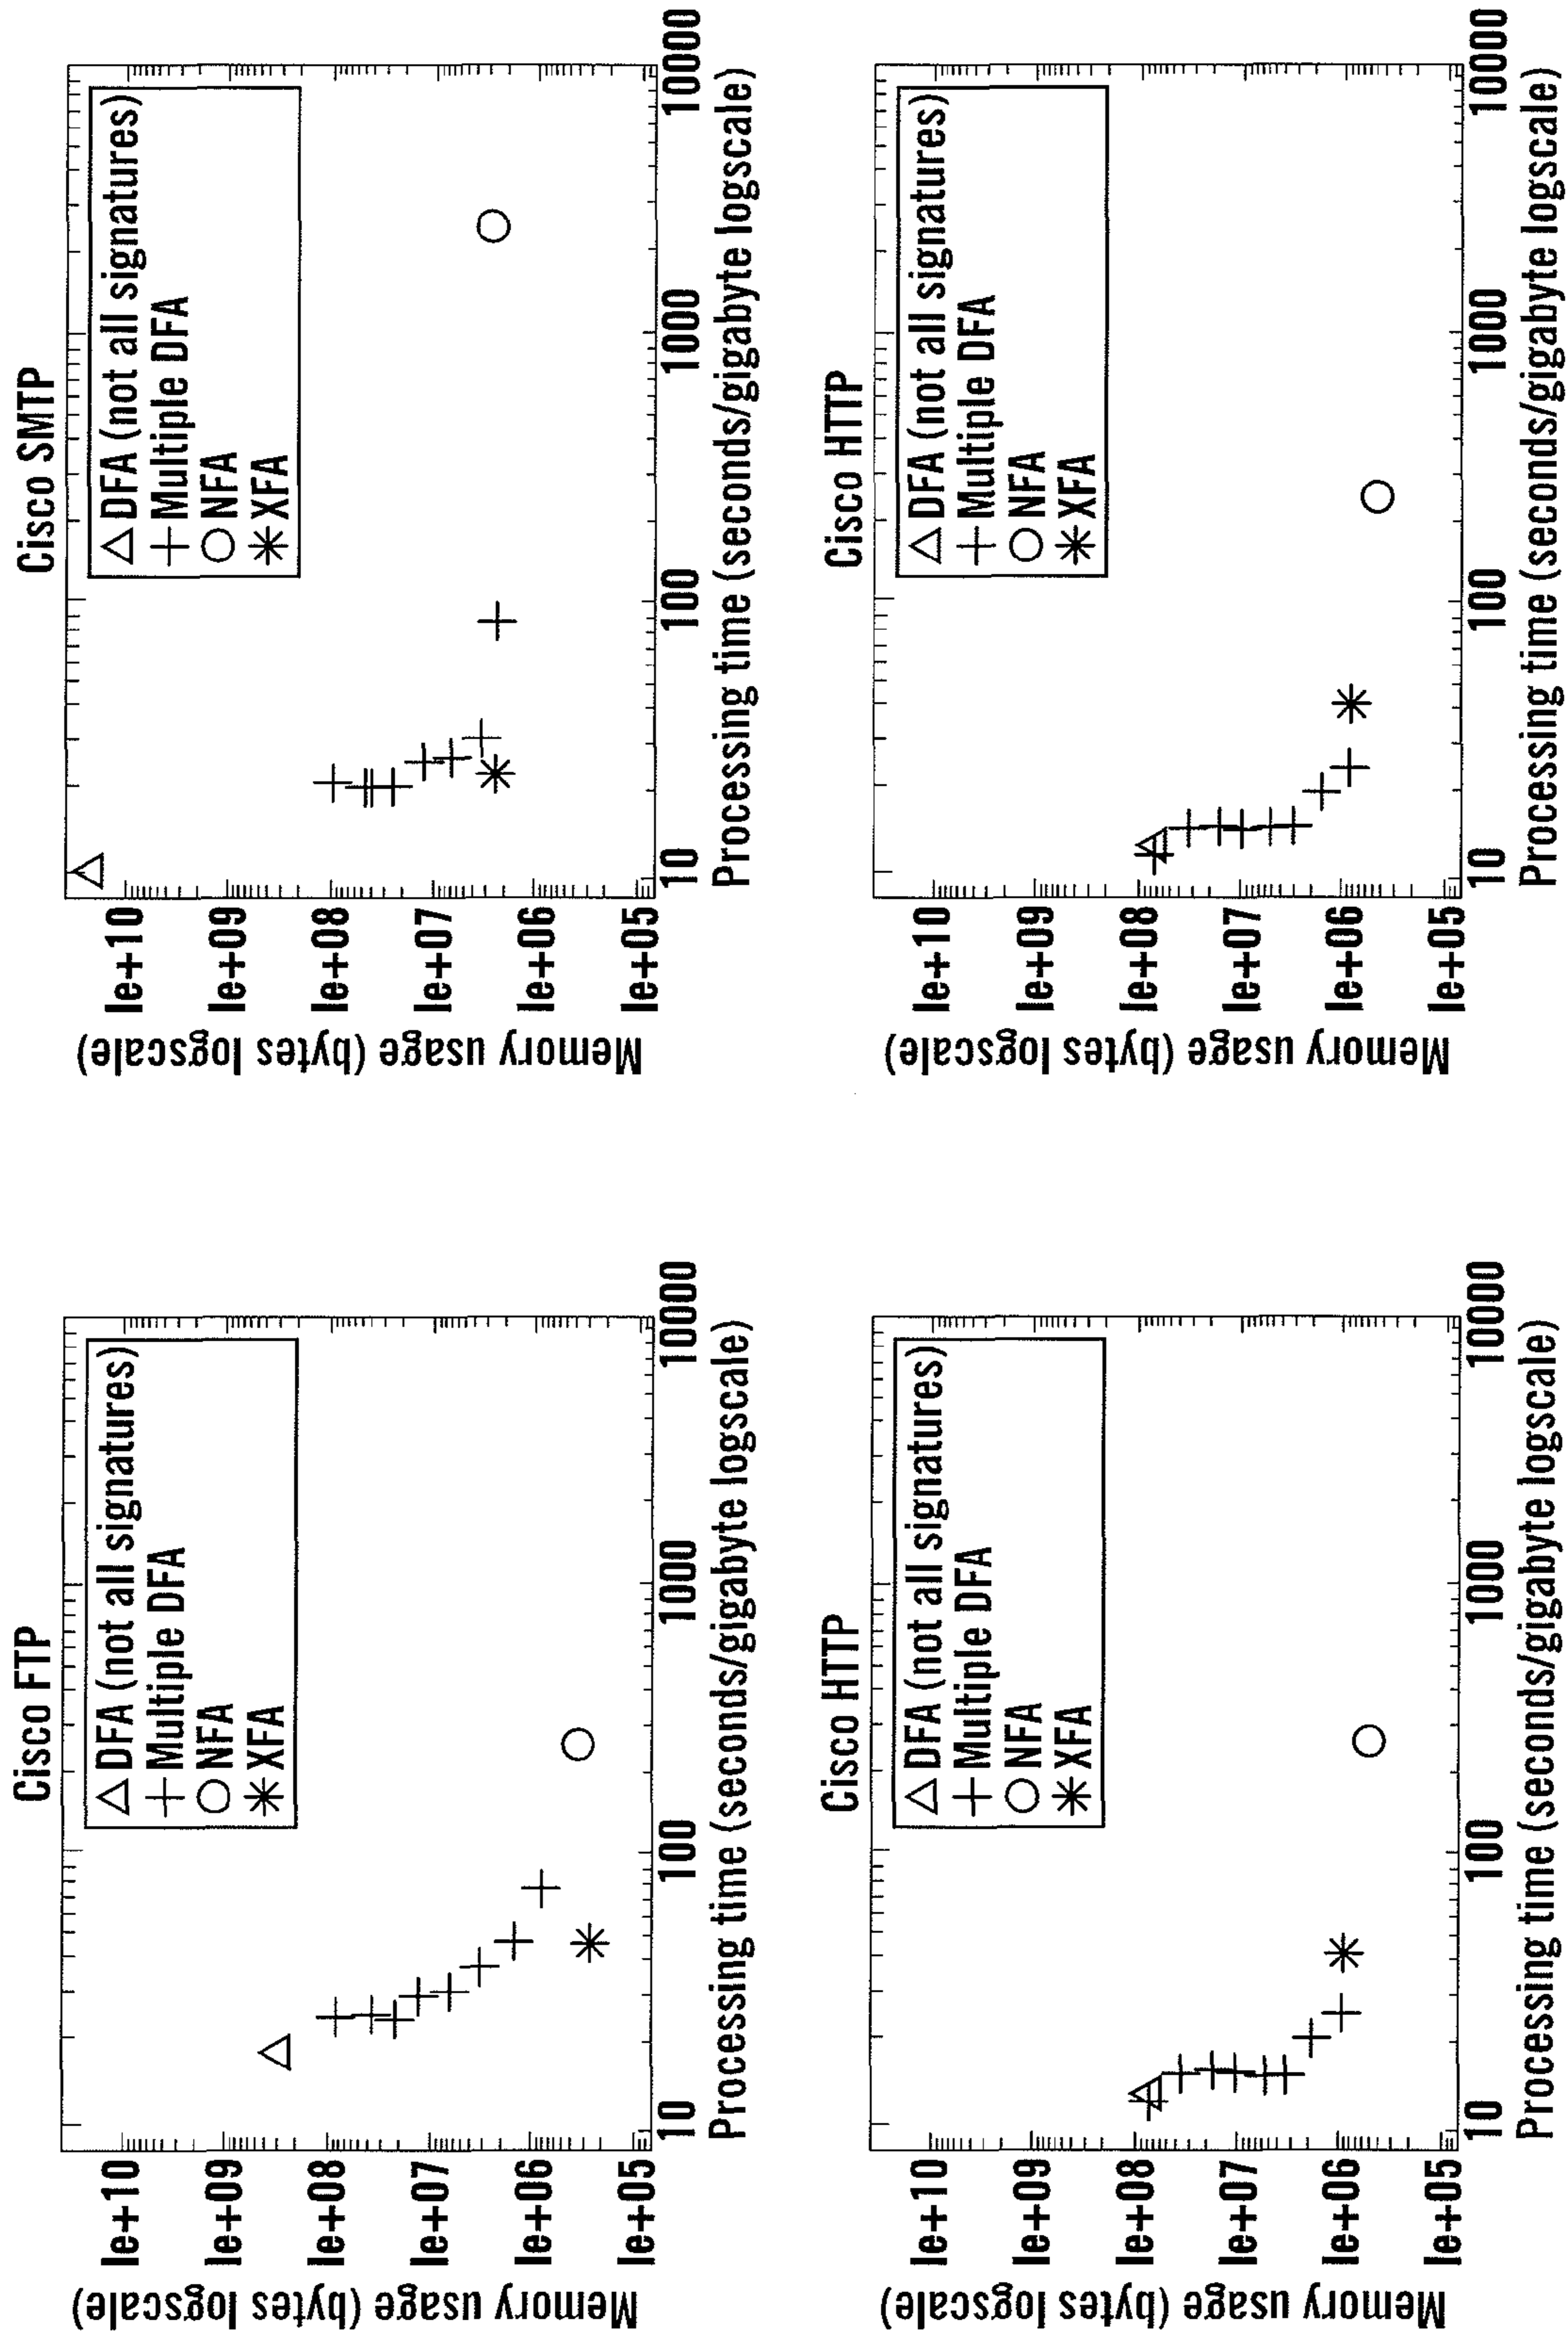 Cisco FTP
Memory usage (bytes logscale)
le+10
le+09
le+08
le+07
le+06
le+05
DFA (not all signatures)
Multiple DFA
NFA
XFA
10
100
1000
10000
Processing time (seconds/gigabyte logscale)
Cisco SMTP
Memory usage (bytes logscale)
le+10
le+09
le+08
le+07
le+06
le+05
DFA (not all signatures)
Multiple DFA
NFA
XFA
10
100
1000
10000
Processing time (seconds/gigabyte logscale)
Cisco HTTP
Memory usage (bytes logscale)
le+10
le+09
le+08
le+07
le+06
le+05
DFA (not all signatures)
Multiple DFA
NFA
XFA
10
100
1000
10000
Processing time (seconds/gigabyte logscale)
Cisco HTTP
Memory usage (bytes logscale)
le+10
le+09
le+08
le+07
le+06
le+05
DFA (not all signatures)
Multiple DFA
NFA
XFA
10
100
1000
10000
Processing time (seconds/gigabyte logscale)